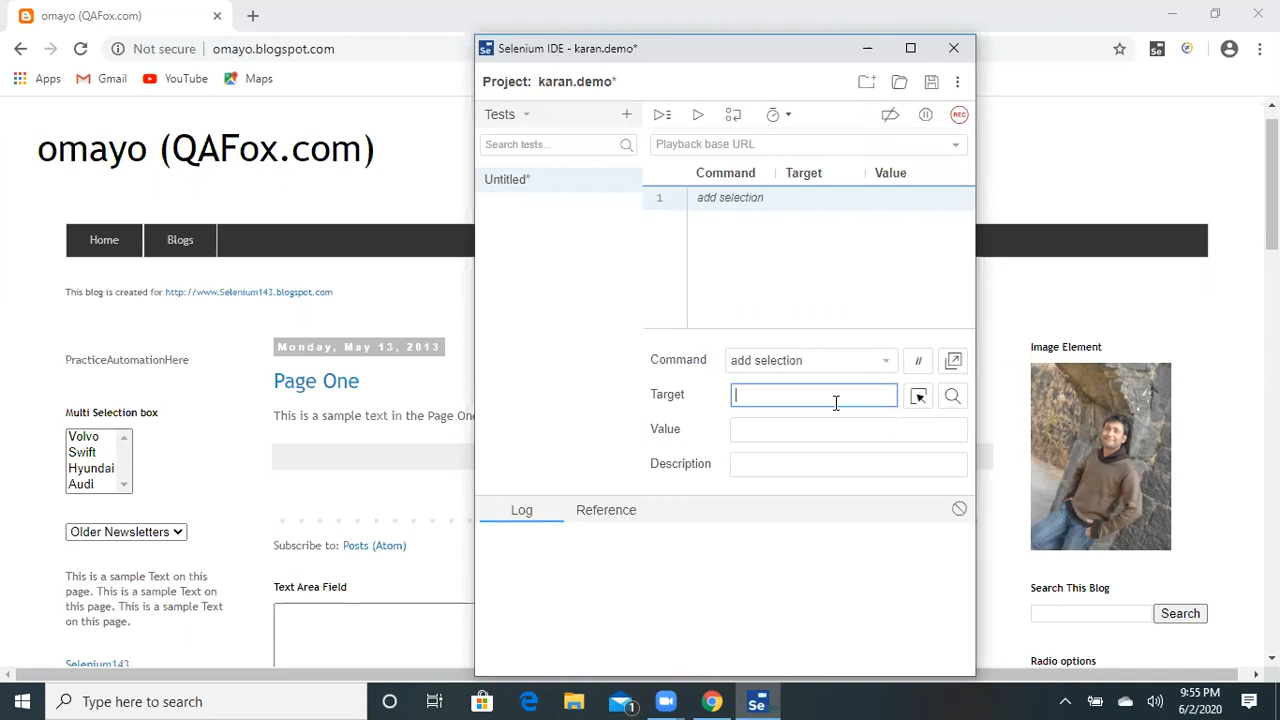 omayo (QAFox.com)
Not secure omayo.blogspot.com
Apps Gmail YouTube Maps
omayo (QAFox.com)
Home Blogs
This blog is created for http://www.Selenium143.blogspot.com
PracticeAutomationHere
Multi Selection box
Volvo
Swift
Hyundai
Audi
Older Newsletters
This is a sample Text on this
page. This is a sample Text
on this page. This is a
sample Text
on this page.
Selenium143
Monday, May 13, 2013
Page One
This is a sample text in the Page One
Subscribe to: Posts (Atom)
Text Area Field
Se Selenium IDE - karan.demo*
Project: karan.demo*
Tests
REC
Search tests...
Playback base URL
Untitled*
Command Target Value
1 add selection
Command add selection //
Target
Value
Description
Log Reference
Image Element
Search This Blog
Search
Radio options
Type here to search
1
Se
9:55 PM
6/2/2020